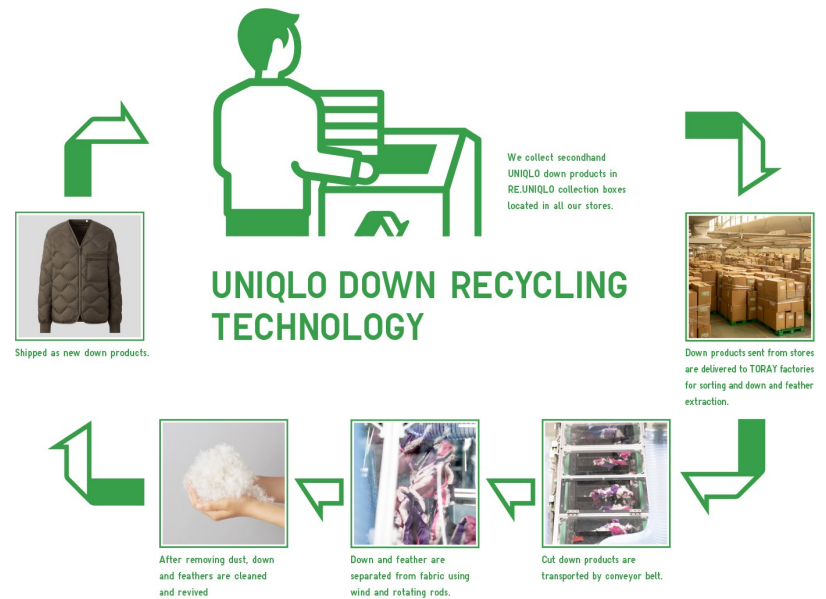 We collect secondhand
UNIQLO down products in
RE.UNIQLO collection boxes
located in all our stores.
UNIQLO DOWN RECYCLING
TECHNOLOGY
Shipped as new down products.
Down products sent from stores
are delivered to TORAY factories
for sorting and down and feather
extraction.
Cut down products are
transported by conveyor belt.
Down and feather are
separated from fabric using
wind and rotating rods.
After removing dust, down
and feathers are cleaned
and revived